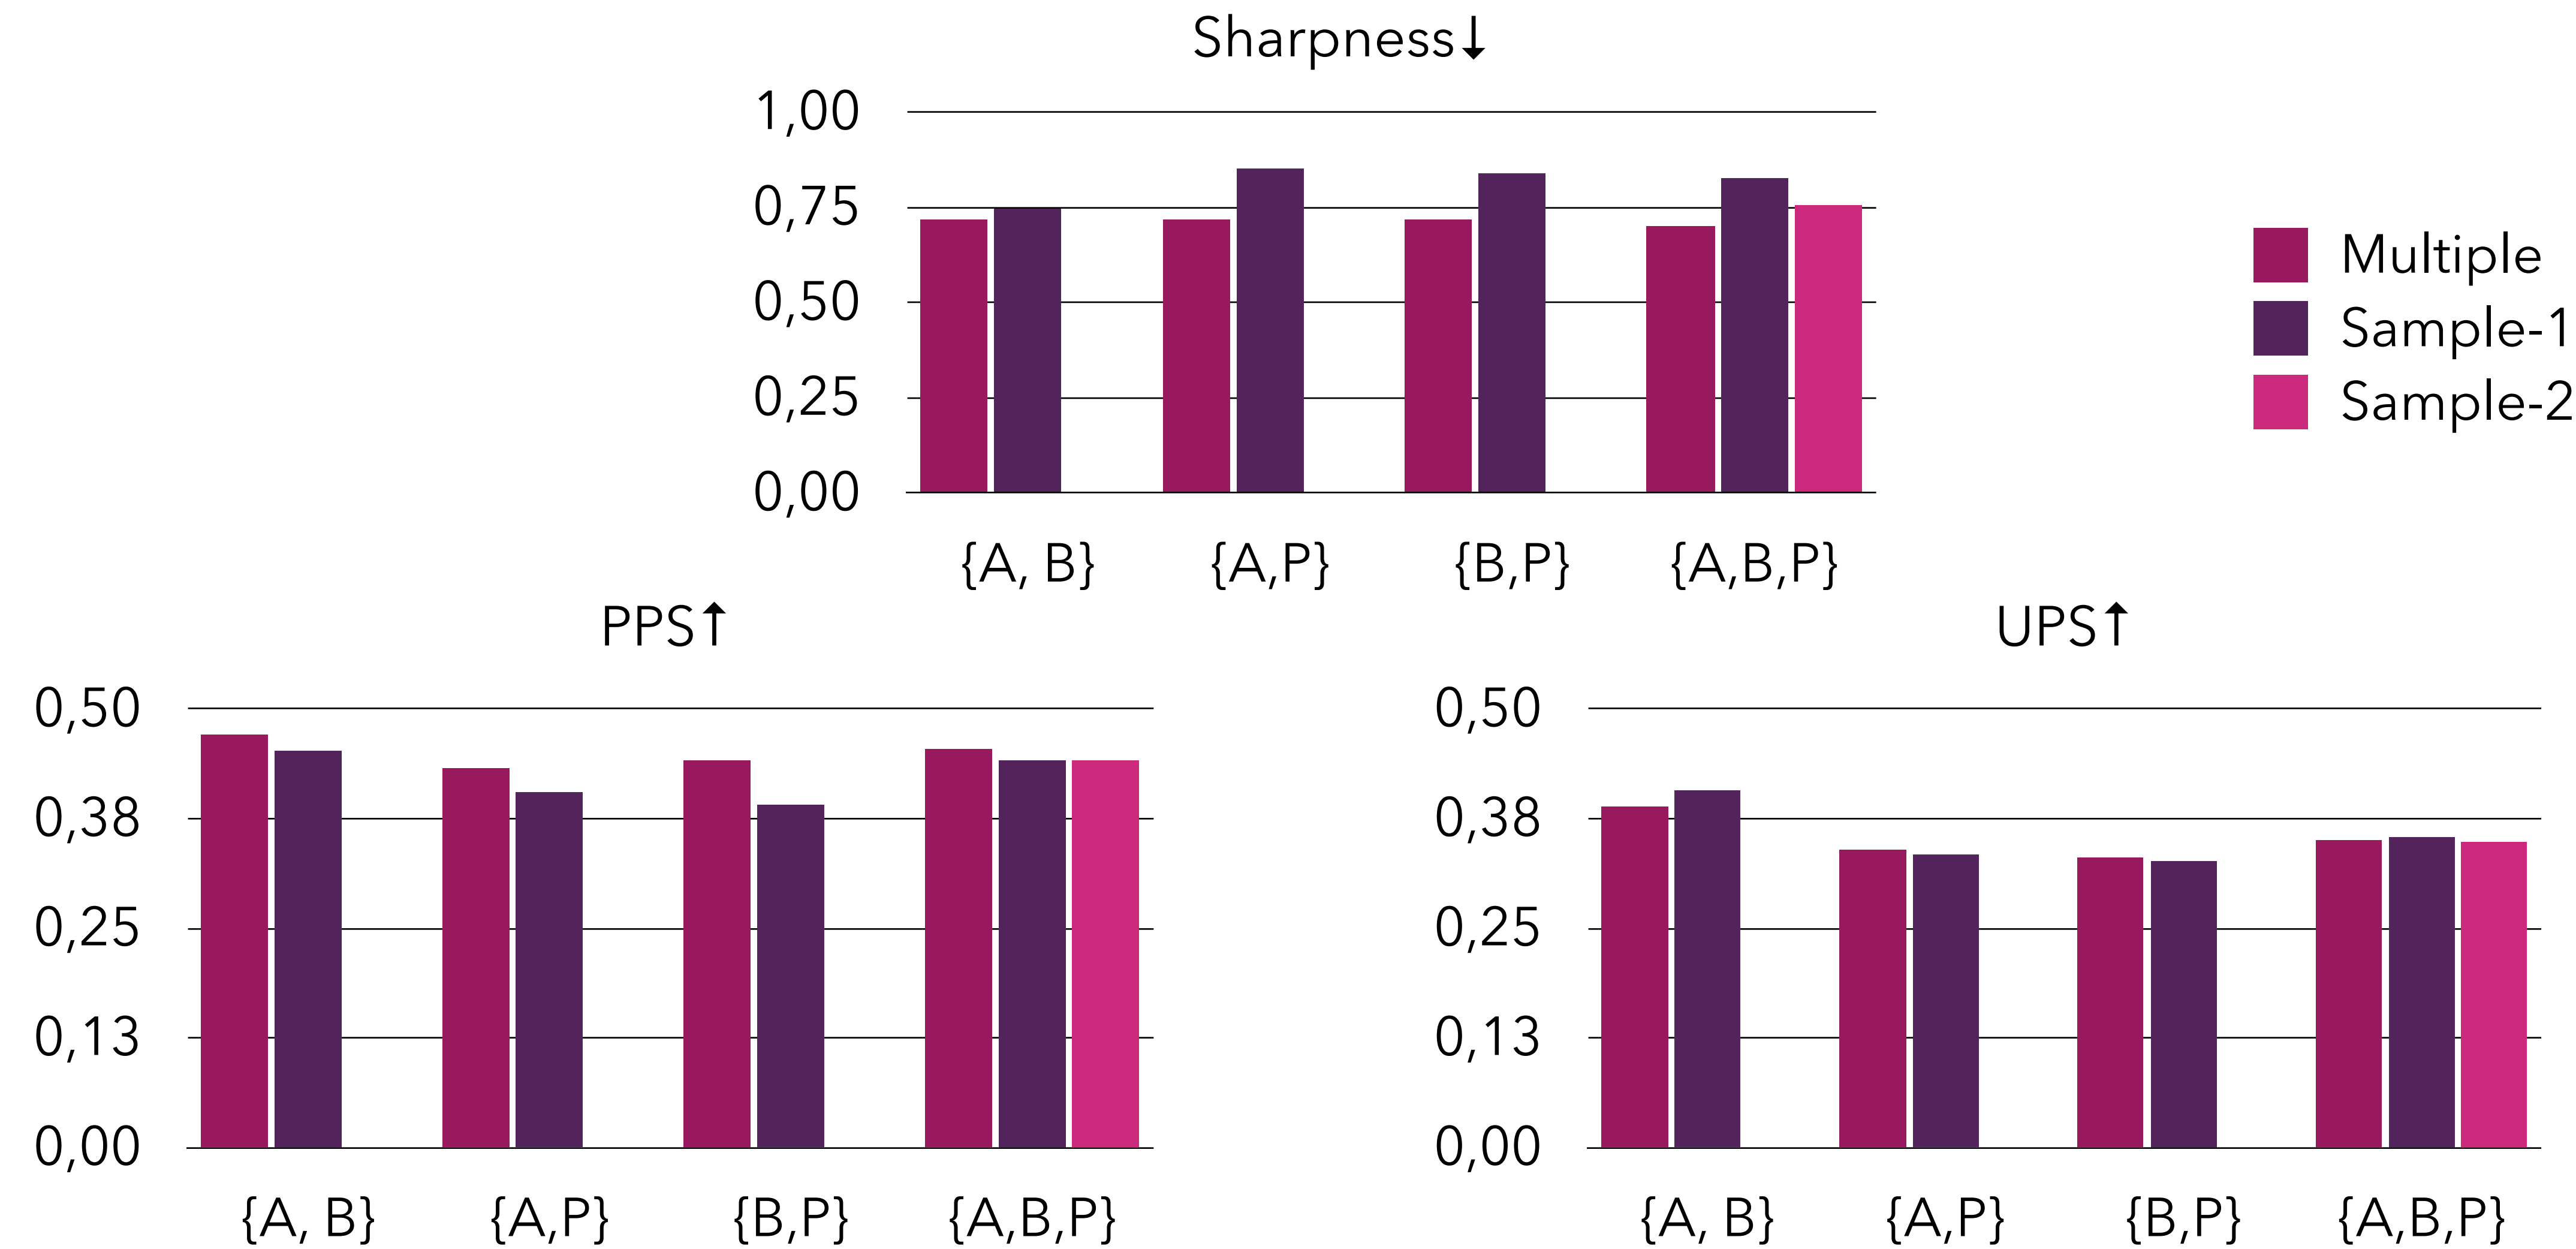 Sharpness↓
1,00
0,75
0,50
0,25
0,00
{A, B} {A,P} {B,P} {A,B,P}
Multiple
Sample-1
Sample-2
PPS↑
0,50
0,38
0,25
0,13
0,00
{A, B} {A,P} {B,P} {A,B,P}
UPS↑
0,50
0,38
0,25
0,13
0,00
{A, B} {A,P} {B,P} {A,B,P}